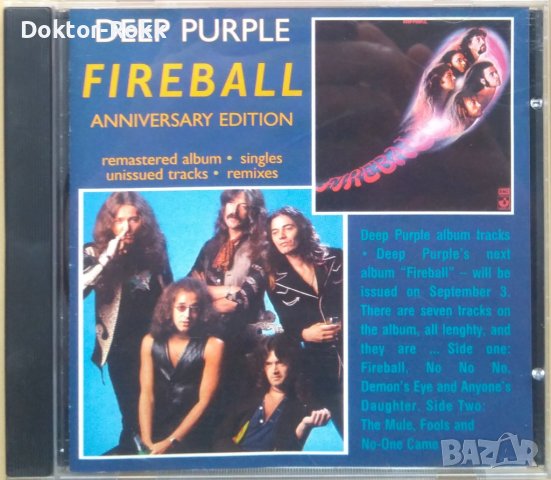 Doktor-Rokk
DEEP PURPLE
FIREBALL
ANNIVERSARY EDITION
remastered album • singles
unissued tracks • remixes
FIREBALL
Deep Purple album tracks
• Deep Purple's next
album "Fireball" – will be
issued on September 3.
There are seven tracks on
the album, all lenghty, and
they are ... Side one:
Fireball, No No No,
Demon's Eye and Anyone's
Daughter. Side Two:
The Mule, Fools and
No-One Came
BAZAR